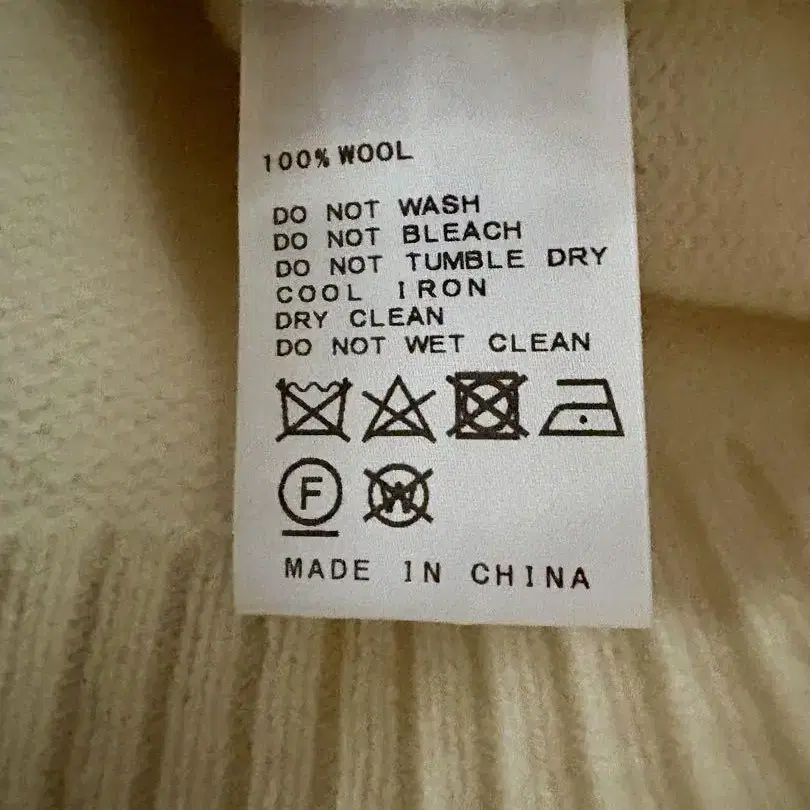 100% WOOL
DO NOT WASH
DO NOT BLEACH
DO NOT TUMBLE DRY
COOL IRON
DRY CLEAN
DO NOT WET CLEAN
F W
MADE IN CHINA